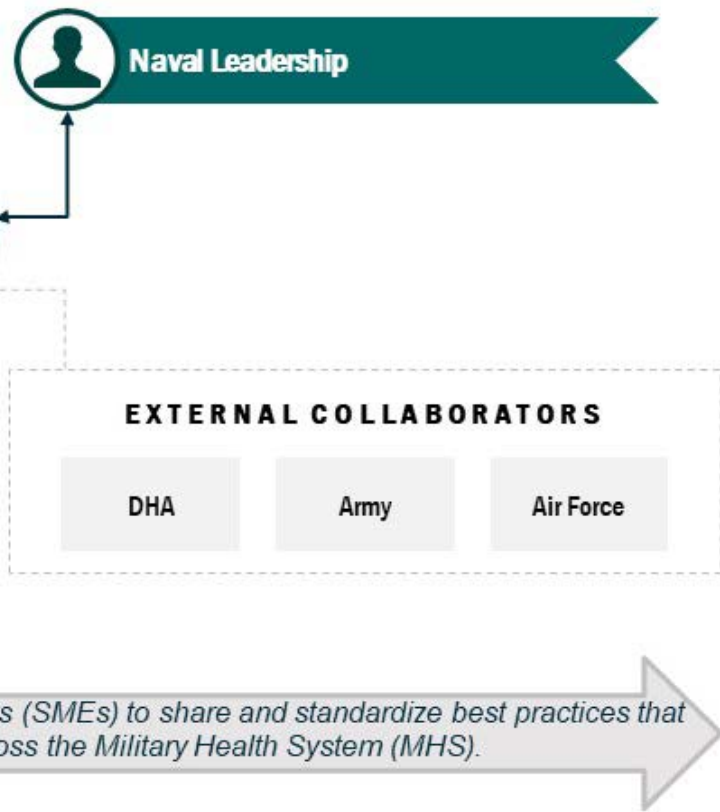 Naval Leadership
EXTERNAL COLLABORATORS
DHA
Army
Air Force
(SMEs) to share and standardize best practices that
the Military Health System (MHS).